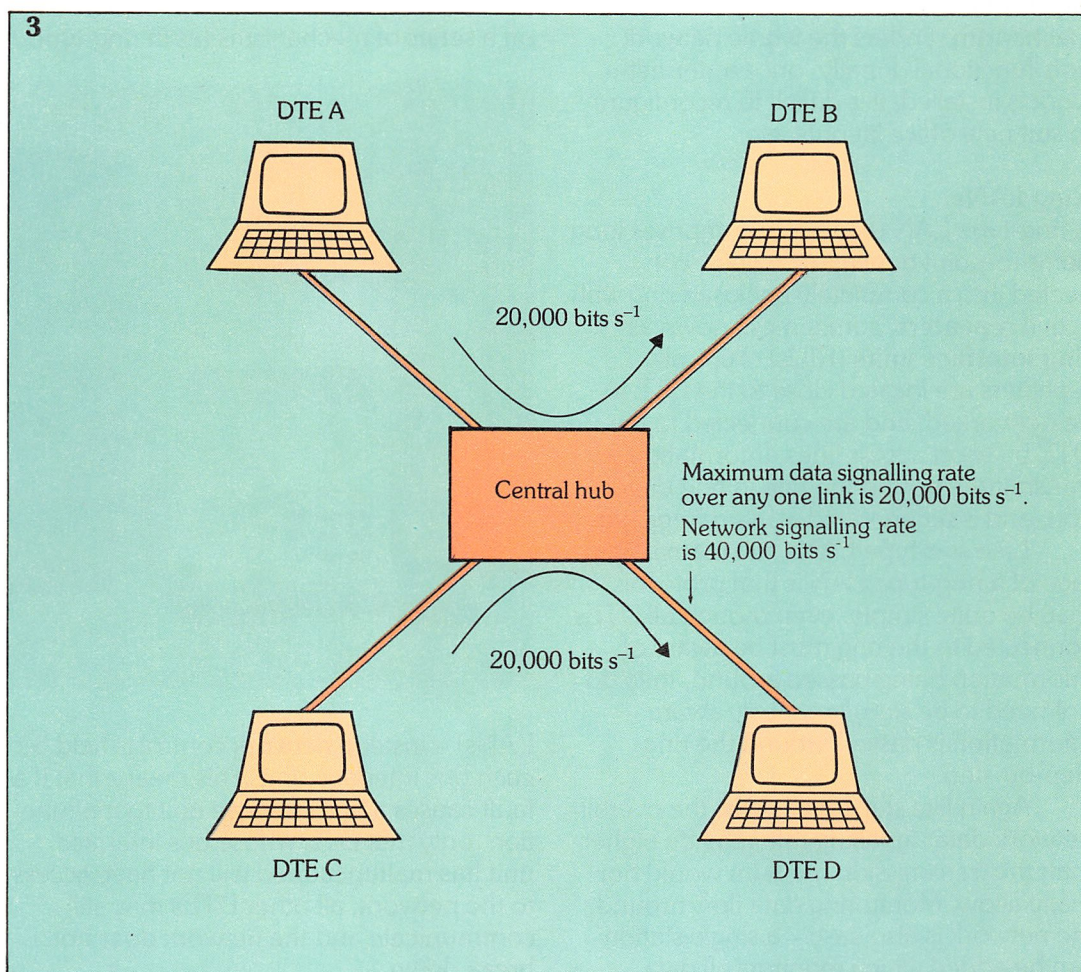 3
DTE A
DTE B
20,000 bits s⁻¹
Central hub
Maximum data signalling rate
over any one link is 20,000 bits s⁻¹.
Network signalling rate
is 40,000 bits s⁻¹
20,000 bits s⁻¹
DTE C
DTE D